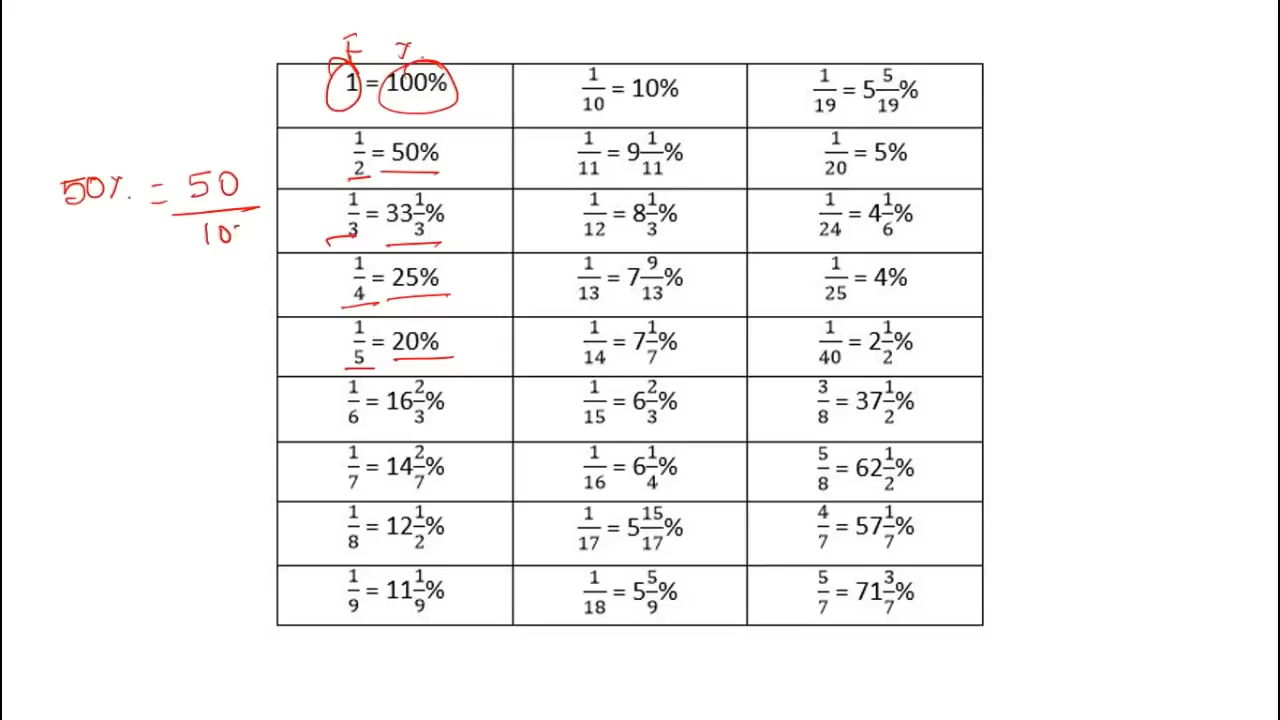 F %
1 = 100%
1/2 = 50%
1/3 = 33 1/3%
1/4 = 25%
1/5 = 20%
1/6 = 16 2/3%
1/7 = 14 2/7%
1/8 = 12 1/2%
1/9 = 11 1/9%
1/10 = 10%
1/11 = 9 1/11%
1/12 = 8 1/3%
1/13 = 7 9/13%
1/14 = 7 1/7%
1/15 = 6 2/3%
1/16 = 6 1/4%
1/17 = 5 15/17%
1/18 = 5 5/9%
1/19 = 5 5/19%
1/20 = 5%
1/24 = 4 1/6%
1/25 = 4%
1/40 = 2 1/2%
3/8 = 37 1/2%
5/8 = 62 1/2%
4/7 = 57 1/7%
5/7 = 71 3/7%
50% = 50/10